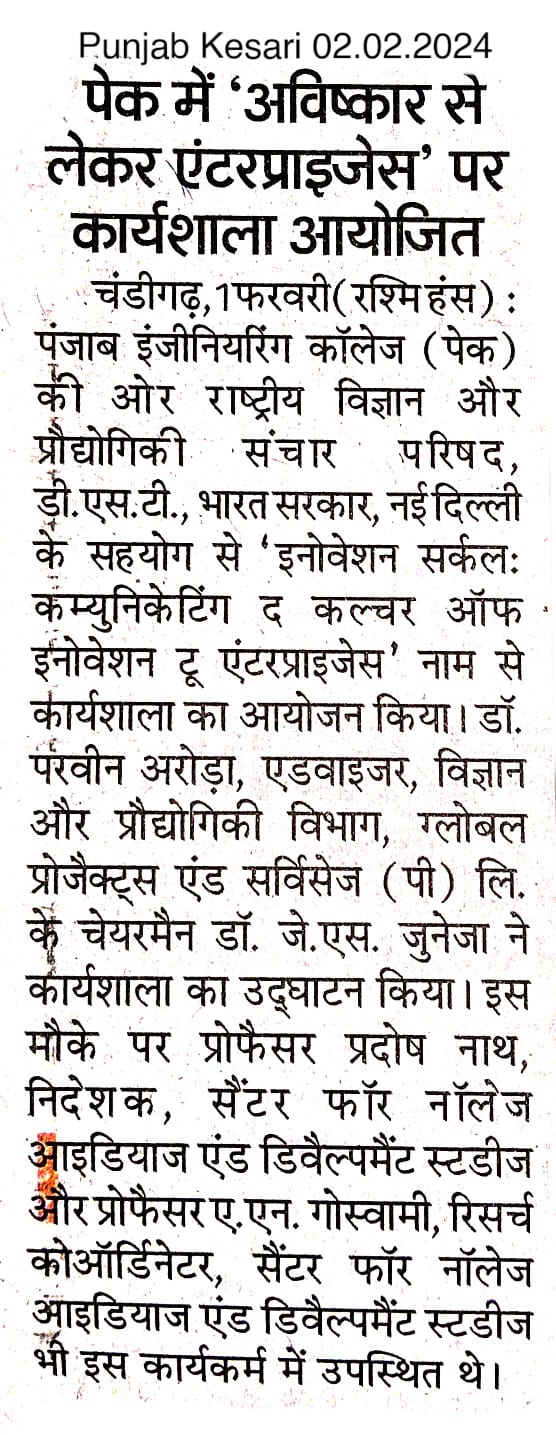 Punjab Kesari 02.02.2024
पेक में ‘अविष्कार से
लेकर एंटरप्राइजेस’ पर
कार्यशाला आयोजित
चंडीगढ़,1फरवरी(रश्मि हंस) :
पंजाब इंजीनियरिंग कॉलेज (पेक)
की ओर राष्ट्रीय विज्ञान और
प्रौद्योगिकी संचार परिषद,
डी.एस.टी., भारत सरकार, नई दिल्ली
के सहयोग से ‘इनोवेशन सर्कलः
कम्युनिकेटिंग द कल्चर ऑफ
इनोवेशन टू एंटरप्राइजेस’ नाम से
कार्यशाला का आयोजन किया। डॉ.
परवीन अरोड़ा, एडवाइजर, विज्ञान
और प्रौद्योगिकी विभाग, ग्लोबल
प्रोजैक्ट्स एंड सर्विसेज (पी) लि.
के चेयरमैन डॉ. जे.एस. जुनेजा ने
कार्यशाला का उद्घाटन किया। इस
मौके पर प्रोफैसर प्रदोष नाथ,
निदेशक, सैंटर फॉर नॉलेज
आइडियाज एंड डिवैल्पमैंट स्टडीज
और प्रोफैसर ए.एन. गोस्वामी, रिसर्च
कोऑर्डिनेटर, सैंटर फॉर नॉलेज
आइडियाज एंड डिवैल्पमैंट स्टडीज
भी इस कार्यकर्म में उपस्थित थे।